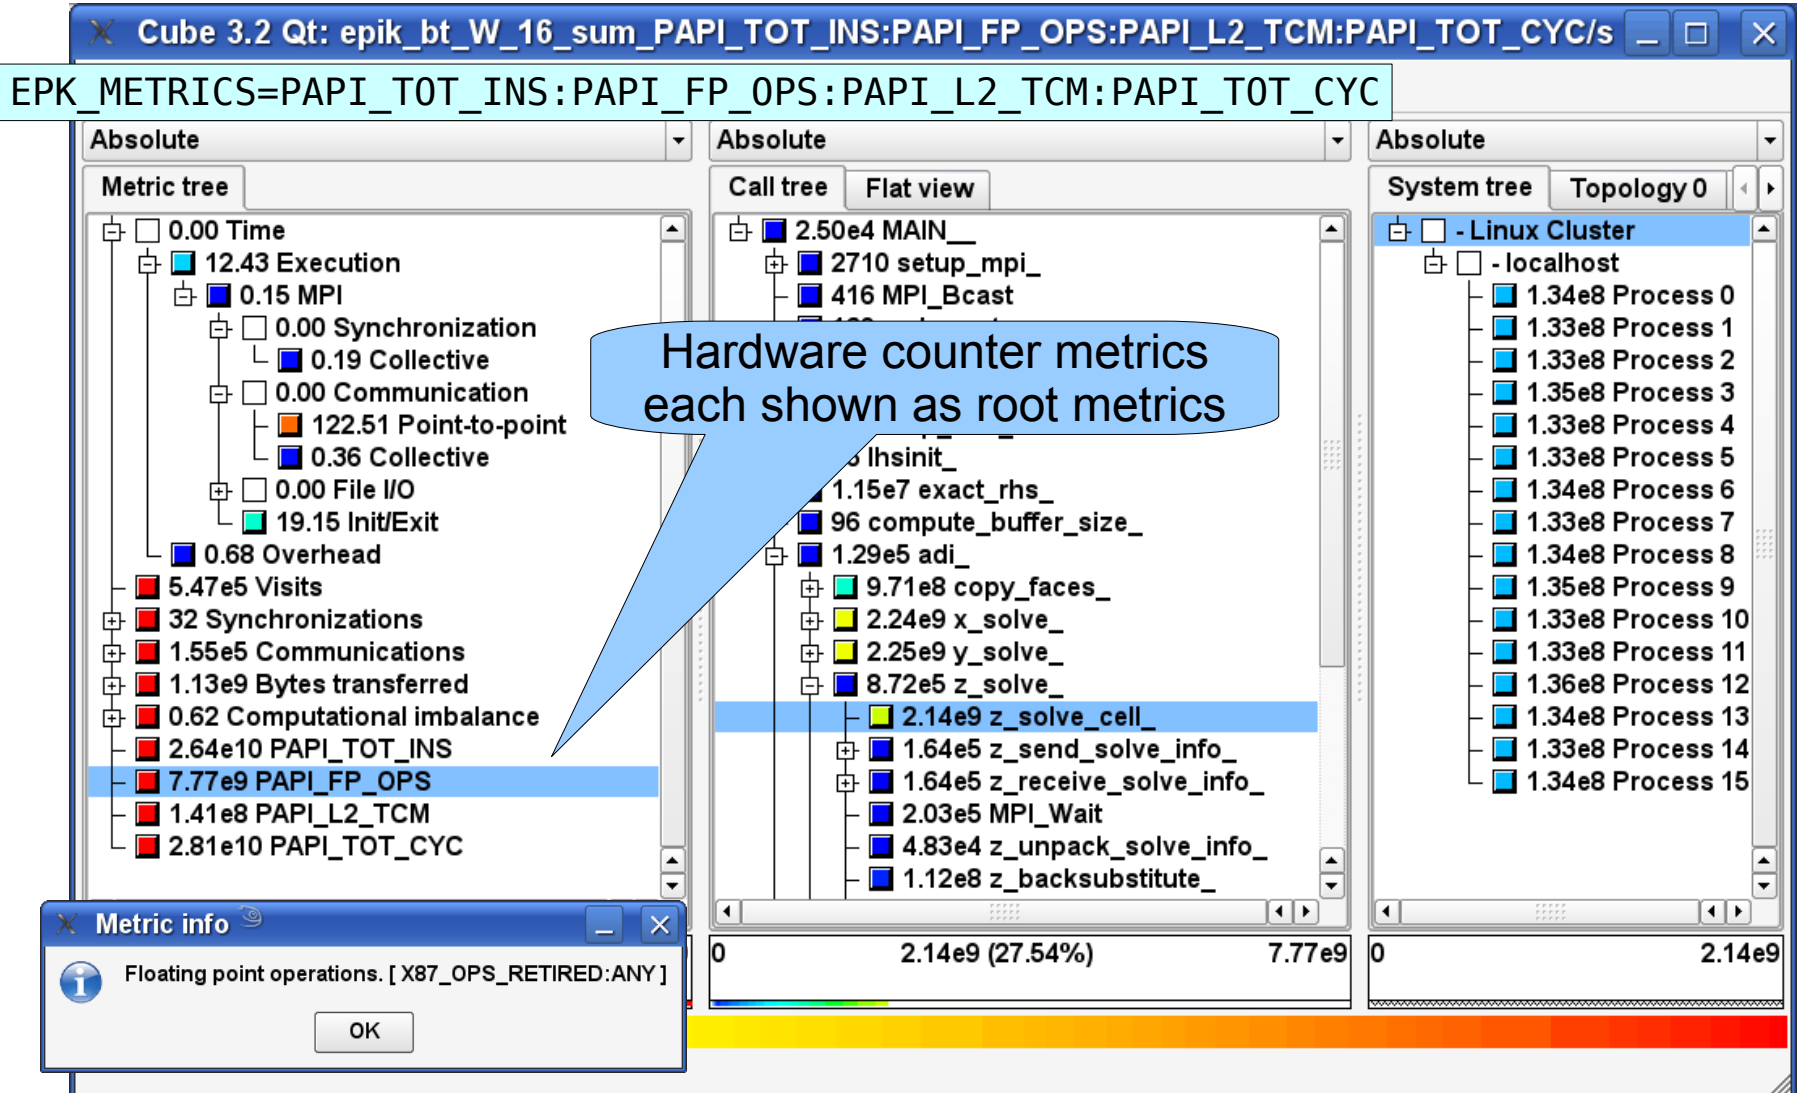 Cube 3.2 Qt: epik_bt_W_16_sum_PAPI_TOT_INS:PAPI_FP_OPS:PAPI_L2_TCM:PAPI_TOT_CYC/s
EPK_METRICS=PAPI_TOT_INS:PAPI_FP_OPS:PAPI_L2_TCM:PAPI_TOT_CYC
Absolute
Metric tree
0.00 Time
12.43 Execution
0.15 MPI
0.00 Synchronization
0.19 Collective
0.00 Communication
122.51 Point-to-point
0.36 Collective
0.00 File I/O
19.15 Init/Exit
0.68 Overhead
5.47e5 Visits
32 Synchronizations
1.55e5 Communications
1.13e9 Bytes transferred
0.62 Computational imbalance
2.64e10 PAPI_TOT_INS
7.77e9 PAPI_FP_OPS
1.41e8 PAPI_L2_TCM
2.81e10 PAPI_TOT_CYC
Absolute
Call tree
Flat view
2.50e4 MAIN__
2710 setup_mpi_
416 MPI_Bcast
Hardware counter metrics
each shown as root metrics
lhsinit_
1.15e7 exact_rhs_
96 compute_buffer_size_
1.29e5 adi_
9.71e8 copy_faces_
2.24e9 x_solve_
2.25e9 y_solve_
8.72e5 z_solve_
2.14e9 z_solve_cell_
1.64e5 z_send_solve_info_
1.64e5 z_receive_solve_info_
2.03e5 MPI_Wait
4.83e4 z_unpack_solve_info_
1.12e8 z_backsubstitute_
0 2.14e9 (27.54%) 7.77e9
Absolute
System tree
Topology 0
- Linux Cluster
- localhost
1.34e8 Process 0
1.33e8 Process 1
1.33e8 Process 2
1.35e8 Process 3
1.33e8 Process 4
1.33e8 Process 5
1.34e8 Process 6
1.33e8 Process 7
1.34e8 Process 8
1.35e8 Process 9
1.33e8 Process 10
1.33e8 Process 11
1.36e8 Process 12
1.34e8 Process 13
1.33e8 Process 14
1.34e8 Process 15
0 2.14e9
Metric info
Floating point operations. [ X87_OPS_RETIRED:ANY ]
OK